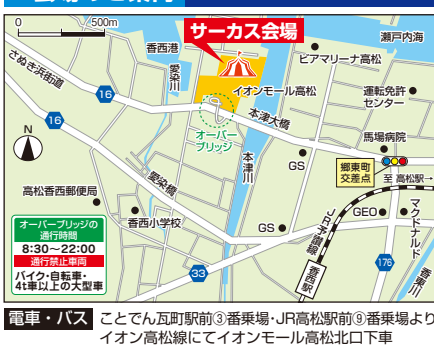 0 500m
サーカス会場
瀬戸内海
香西港
愛染川
ピアマリーナ高松
さぬき浜街道
イオンモール高松
運転免許
センター
16
本津大橋
オーバー
ブリッジ
馬場病院
16
N
本津川
GS
郷東町
交差点
至 高松駅→
愛染橋
高松香西郵便局
香西小学校
JR予讃線
香西駅
GEO
マクドナルド
GS
香東川
オーバーブリッジの
通行時間
8:30~22:00
通行禁止車両
バイク・自転車・
4t車以上の大型車
33
176
電車・バス ことでん瓦町駅前③番乗場・JR高松駅前⑨番乗場より
イオン高松線にてイオンモール高松北口下車